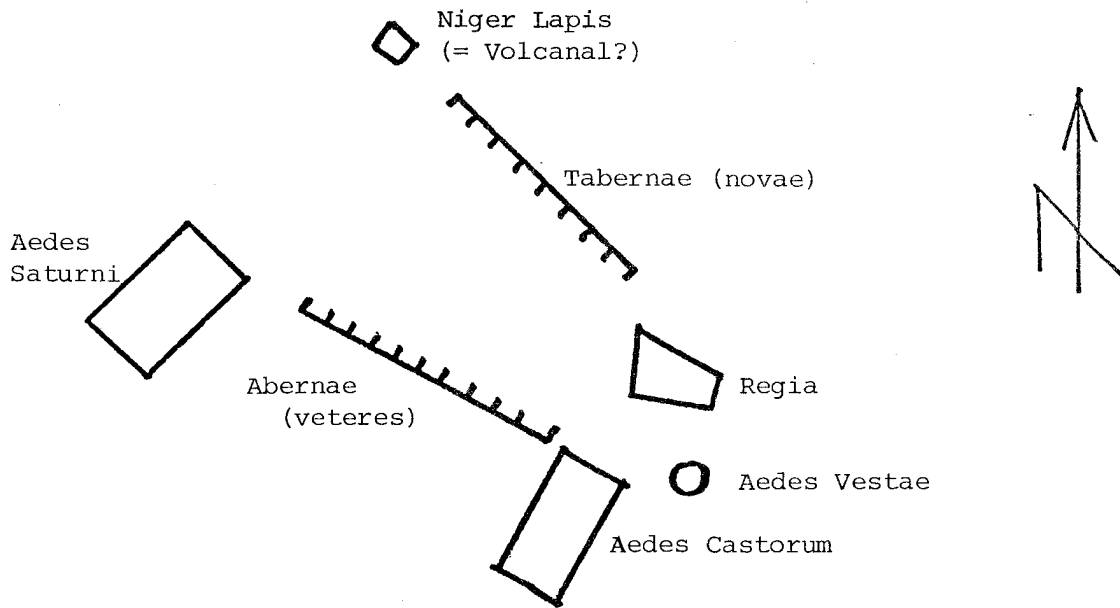 Niger Lapis
(= Volcanal?)
Tabernae (novae)
Aedes
Saturni
Abernae
(veteres)
Regia
Aedes Vestae
Aedes Castorum
N